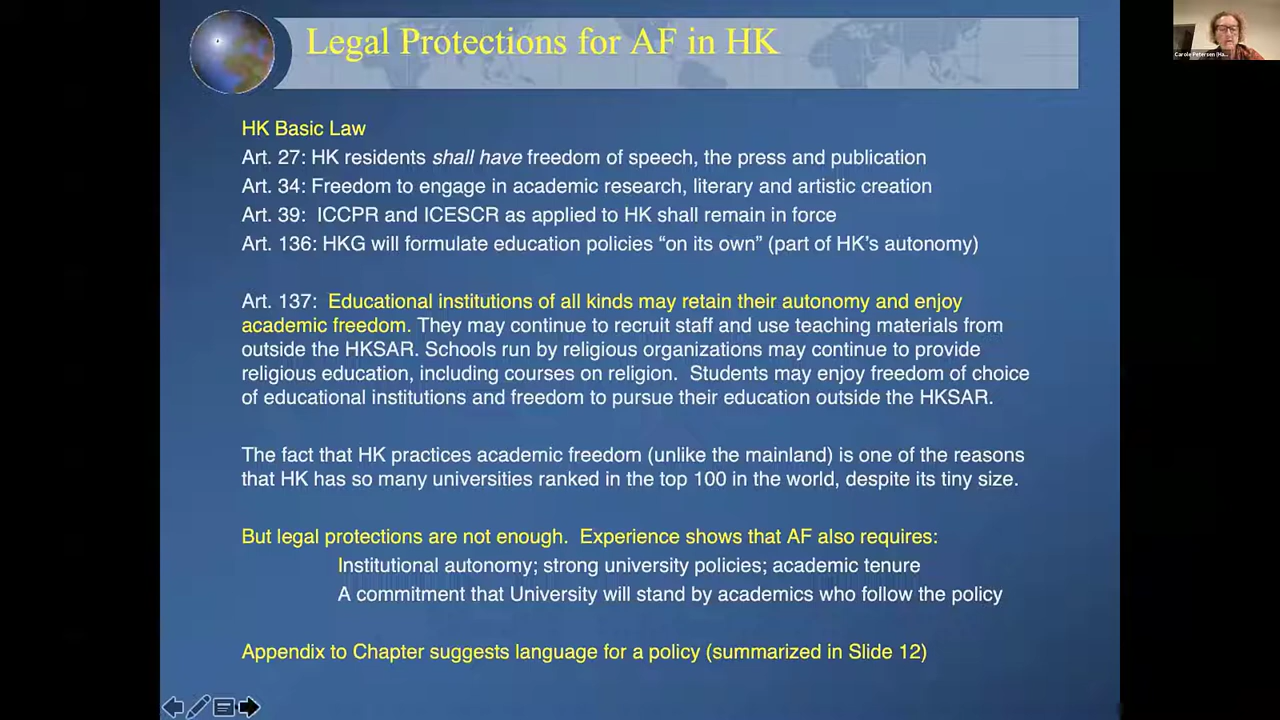 Legal Protections for AF in HK
Carole Petersen (Ha...
HK Basic Law
Art. 27: HK residents shall have freedom of speech, the press and publication
Art. 34: Freedom to engage in academic research, literary and artistic creation
Art. 39:  ICCPR and ICESCR as applied to HK shall remain in force
Art. 136: HKG will formulate education policies “on its own” (part of HK’s autonomy)
Art. 137:  Educational institutions of all kinds may retain their autonomy and enjoy
academic freedom. They may continue to recruit staff and use teaching materials from
outside the HKSAR. Schools run by religious organizations may continue to provide
religious education, including courses on religion.  Students may enjoy freedom of choice
of educational institutions and freedom to pursue their education outside the HKSAR.
The fact that HK practices academic freedom (unlike the mainland) is one of the reasons
that HK has so many universities ranked in the top 100 in the world, despite its tiny size.
But legal protections are not enough.  Experience shows that AF also requires:
Institutional autonomy; strong university policies; academic tenure
A commitment that University will stand by academics who follow the policy
Appendix to Chapter suggests language for a policy (summarized in Slide 12)